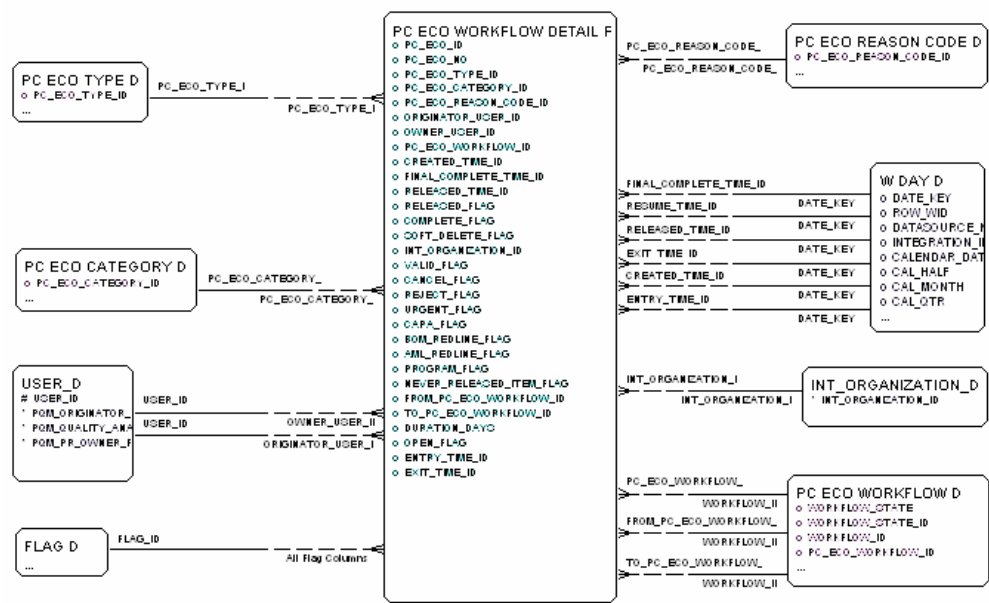 PC ECO TYPE D
PC_ECO_TYPE_ID
...
PC_ECO_TYPE_I
PC_ECO_TYPE_I
PC ECO CATEGORY D
PC_ECO_CATEGORY_ID
...
PC_ECO_CATEGORY_
PC_ECO_CATEGORY_
USER_D
# USER_ID
* PQM_ORIGINATOR_
* PQM_QUALITY_ANA
* PQM_PR_OWNER_F
USER_ID
OWNER_USER_II
USER_ID
ORIGINATOR_USER_I
FLAG D
...
FLAG_ID
All Flag Columns
PC ECO WORKFLOW DETAIL F
PC_ECO_ID
PC_ECO_NO
PC_ECO_TYPE_ID
PC_ECO_CATEGORY_ID
PC_ECO_REASON_CODE_ID
ORIGINATOR_USER_ID
OWNER_USER_ID
PC_ECO_WORKFLOW_ID
CREATED_TIME_ID
FINAL_COMPLETE_TIME_ID
RELEASED_TIME_ID
RELEASED_FLAG
COMPLETE_FLAG
SOFT_DELETE_FLAG
INT_ORGANIZATION_ID
VALID_FLAG
CANCEL_FLAG
REJECT_FLAG
URGENT_FLAG
CAPA_FLAG
BOM_REDLINE_FLAG
AML_REDLINE_FLAG
PROGRAM_FLAG
NEVER_RELEASED_ITEM_FLAG
FROM_PC_ECO_WORKFLOW_ID
TO_PC_ECO_WORKFLOW_ID
DURATION_DAYS
OPEN_FLAG
ENTRY_TIME_ID
EXIT_TIME_ID
PC_ECO_REASON_CODE_
PC_ECO_REASON_CODE_
PC ECO REASON CODE D
PC_ECO_REASON_CODE_ID
...
FINAL_COMPLETE_TIME_ID
DATE_KEY
RESUME_TIME_ID
DATE_KEY
RELEASED_TIME_ID
DATE_KEY
EXIT_TIME_ID
DATE_KEY
CREATED_TIME_ID
DATE_KEY
ENTRY_TIME_ID
DATE_KEY
W DAY D
DATE_KEY
ROW_WID
DATASOURCE_N
INTEGRATION_I
CALENDAR_DAT
CAL_HALF
CAL_MONTH
CAL_QTR
...
INT_ORGANIZATION_I
INT_ORGANIZATION_I
INT_ORGANIZATION_D
* INT_ORGANIZATION_ID
PC_ECO_WORKFLOW_
WORKFLOW_II
FROM_PC_ECO_WORKFLOW_
WORKFLOW_II
TO_PC_ECO_WORKFLOW_
WORKFLOW_II
PC ECO WORKFLOW D
WORKFLOW_STATE
WORKFLOW_STATE_ID
WORKFLOW_ID
PC_ECO_WORKFLOW_ID
...